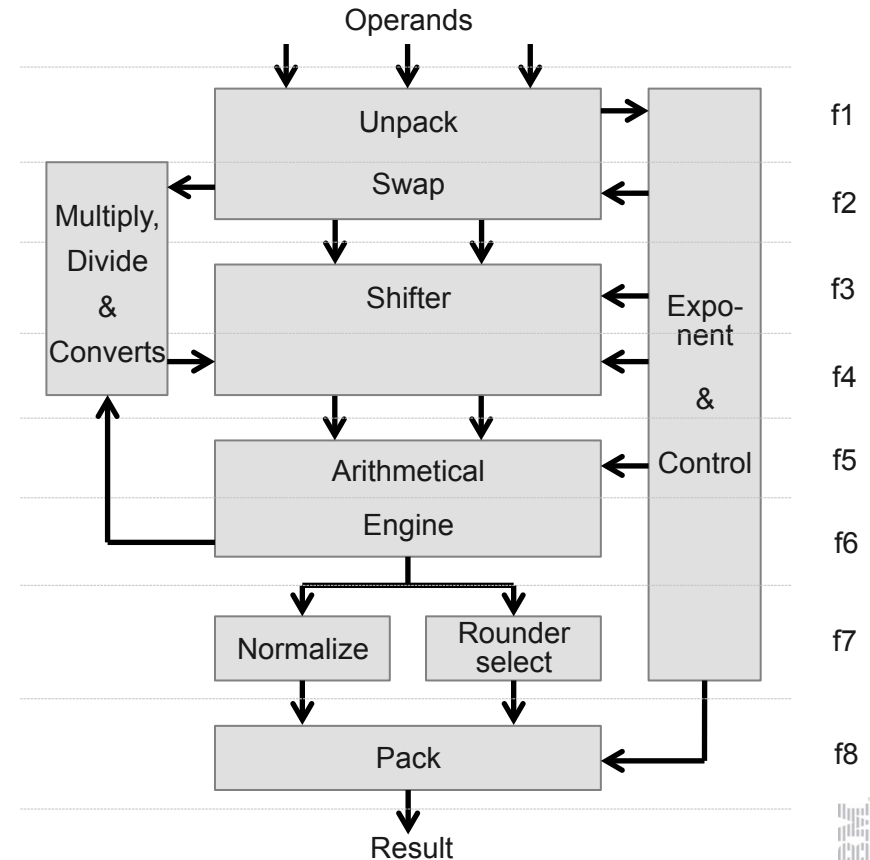 Operands
Unpack
f1
Swap
f2
Multiply,
Divide
&
Converts
Shifter
f3
Expo-
nent
&
Control
f4
Arithmetical
Engine
f5
f6
Normalize
Rounder
select
f7
Pack
f8
Result
IBM